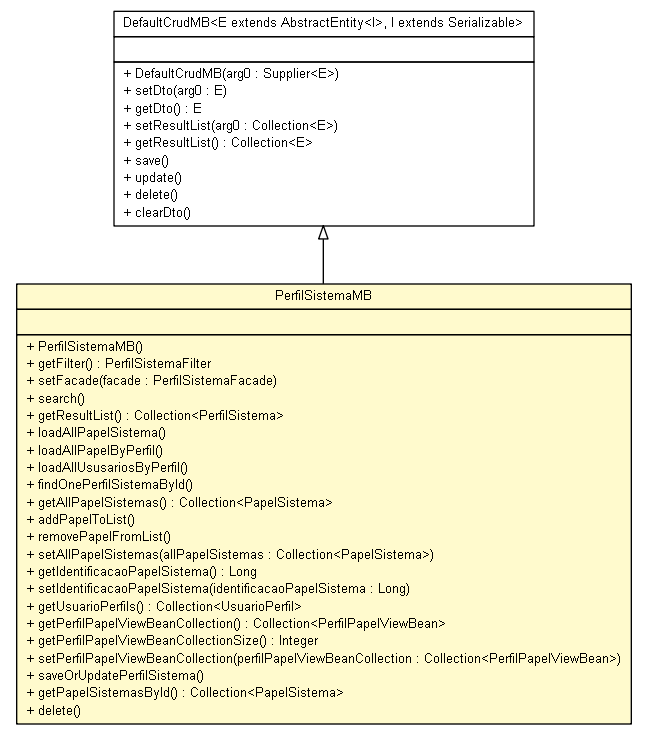 DefaultCrudMB<E extends AbstractEntity<I>, I extends Serializable>
+ DefaultCrudMB(arg0 : Supplier<E>)
+ setDto(arg0 : E)
+ getDto() : E
+ setResultList(arg0 : Collection<E>)
+ getResultList() : Collection<E>
+ save()
+ update()
+ delete()
+ clearDto()
PerfilSistemaMB
+ PerfilSistemaMB()
+ getFilter() : PerfilSistemaFilter
+ setFacade(facade : PerfilSistemaFacade)
+ search()
+ getResultList() : Collection<PerfilSistema>
+ loadAllPapelSistema()
+ loadAllPapelByPerfil()
+ loadAllUsusariosByPerfil()
+ findOnePerfilSistemaById()
+ getAllPapelSistemas() : Collection<PapelSistema>
+ addPapelToList()
+ removePapelFromList()
+ setAllPapelSistemas(allPapelSistemas : Collection<PapelSistema>)
+ getIdentificacaoPapelSistema() : Long
+ setIdentificacaoPapelSistema(identificacaoPapelSistema : Long)
+ getUsuarioPerfils() : Collection<UsuarioPerfil>
+ getPerfilPapelViewBeanCollection() : Collection<PerfilPapelViewBean>
+ getPerfilPapelViewBeanCollectionSize() : Integer
+ setPerfilPapelViewBeanCollection(perfilPapelViewBeanCollection : Collection<PerfilPapelViewBean>)
+ saveOrUpdatePerfilSistema()
+ getPapelSistemasById() : Collection<PapelSistema>
+ delete()